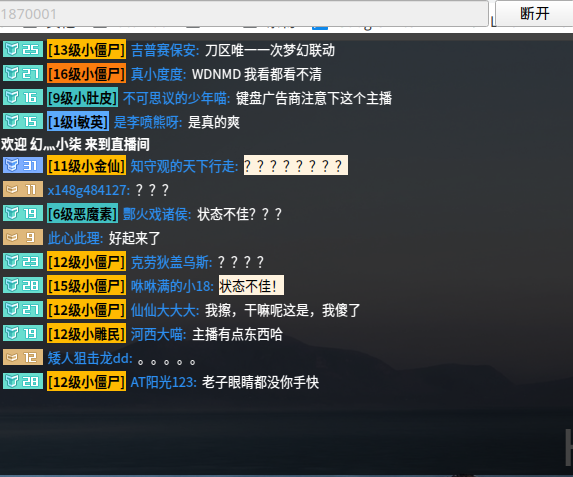 1870001
断开
25 [13级小僵尸] 吉普赛保安: 刀区唯一一次梦幻联动
27 [16级小僵尸] 真小度度: WDNMD 我看都看不清
16 [9级小肚皮] 不可思议的少年喵: 键盘广告商注意下这个主播
15 [1级i敏英] 是李喷熊呀: 是真的爽
欢迎 幻灬小柒 来到直播间
31 [11级小金仙] 知守观的天下行走: ? ? ? ? ? ? ? ?
11 x148g484127: ? ? ?
19 [6级恶魔素] 酆火戏诸侯: 状态不佳? ? ?
9 此心此理: 好起来了
23 [12级小僵尸] 克劳狄盖乌斯: ? ? ? ?
28 [15级小僵尸] 咻咻满的小18: 状态不佳!
27 [12级小僵尸] 仙仙大大大: 我擦，干嘛呢这是，我傻了
19 [12级小雕民] 河西大喵: 主播有点东西哈
12 矮人狙击龙dd: 。。。。。
28 [12级小僵尸] AT阳光123: 老子眼睛都没你手快